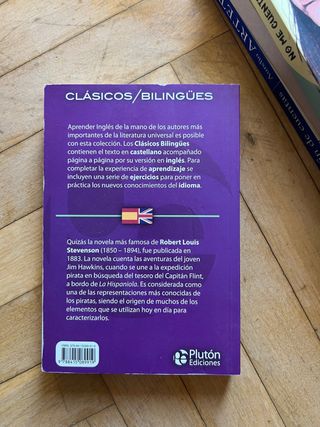 CLÁSICOS/BILINGÜES
Aprender Inglés de la mano de los autores más
importantes de la literatura universal es posible
con esta colección. Los Clásicos Bilingües
contienen el texto en castellano acompañado
página a página por su versión en inglés. Para
completar la experiencia de aprendizaje se
incluyen una serie de ejercicios para poner en
práctica los nuevos conocimientos del idioma.
Quizás la novela más famosa de Robert Louis
Stevenson (1850 – 1894), fue publicada en
1883. La novela cuenta las aventuras del joven
Jim Hawkins, cuando se une a la expedición
pirata en búsqueda del tesoro del Capitán Flint,
a bordo de La Hispaniola. Es considerada como
una de las representaciones más conocidas de
los piratas, siendo el origen de muchos de los
elementos que se utilizan hoy en día para
caracterizarlos.
Plutón
Ediciones
NO ME CUENT